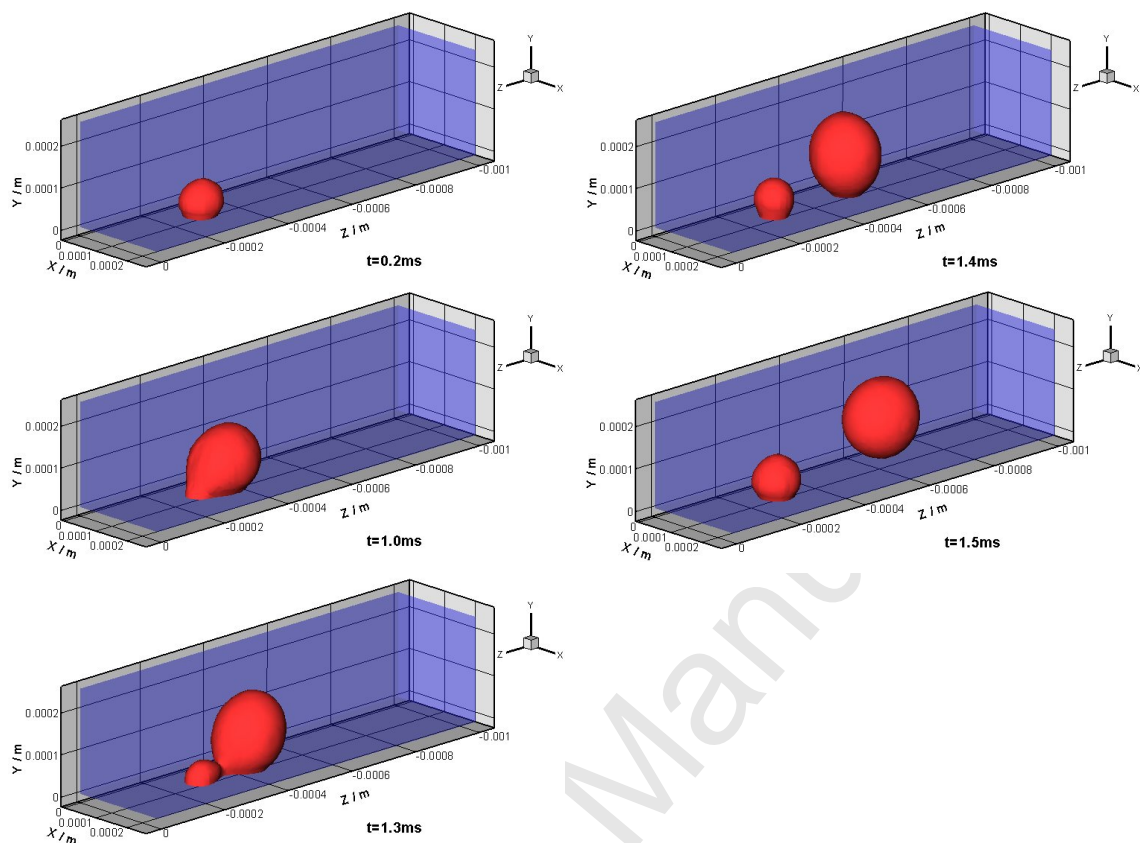 Y
Z
X
0.0002
0.0001
0
Y / m
0
0.0001
0.0002
X / m
0
-0.0002
-0.0004
-0.0006
-0.0008
-0.001
Z / m
t=0.2ms
Y
Z
X
0.0002
0.0001
0
Y / m
0
0.0001
0.0002
X / m
0
-0.0002
-0.0004
-0.0006
-0.0008
-0.001
Z / m
t=1.4ms
Y
Z
X
0.0002
0.0001
0
Y / m
0
0.0001
0.0002
X / m
0
-0.0002
-0.0004
-0.0006
-0.0008
-0.001
Z / m
t=1.0ms
Y
Z
X
0.0002
0.0001
0
Y / m
0
0.0001
0.0002
X / m
0
-0.0002
-0.0004
-0.0006
-0.0008
-0.001
Z / m
t=1.5ms
Y
Z
X
0.0002
0.0001
0
Y / m
0
0.0001
0.0002
X / m
0
-0.0002
-0.0004
-0.0006
-0.0008
-0.001
Z / m
t=1.3ms